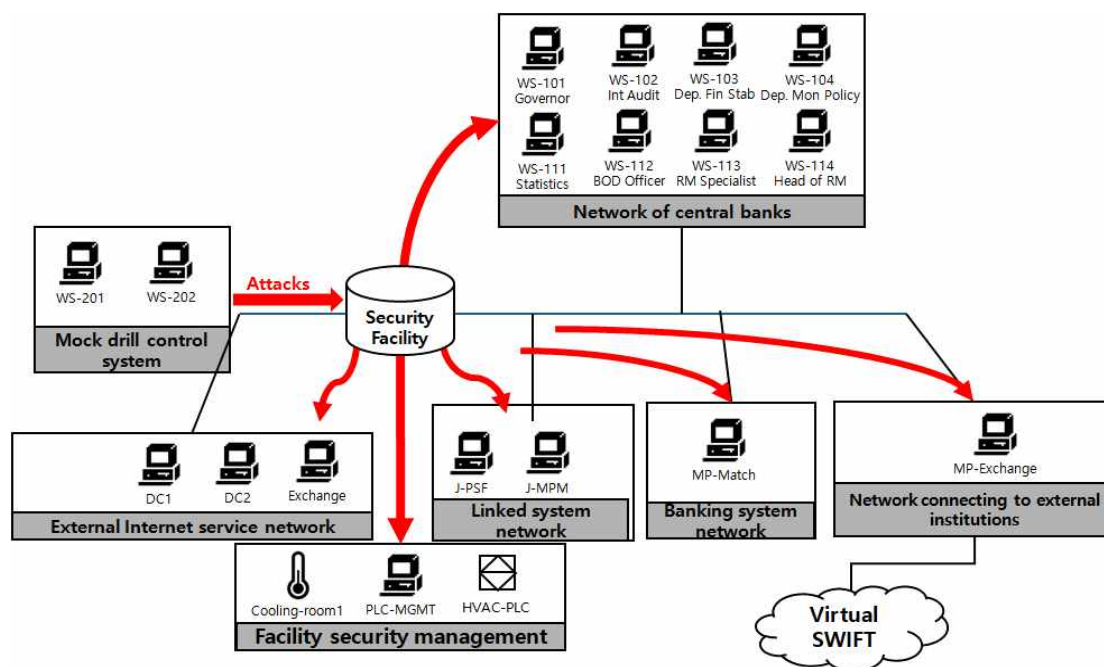 WS-101
Governor
WS-102
Int Audit
WS-103
Dep. Fin Stab
WS-104
Dep. Mon Policy
WS-111
Statistics
WS-112
BOD Officer
WS-113
RM Specialist
WS-114
Head of RM
Network of central banks
WS-201
WS-202
Mock drill control
system
Attacks
Security
Facility
DC1
DC2
Exchange
External Internet service network
J-PSF
J-MPM
Linked system
network
MP-Match
Banking system
network
MP-Exchange
Network connecting to external
institutions
Cooling-room1
PLC-MGMT
HVAC-PLC
Facility security management
Virtual
SWIFT